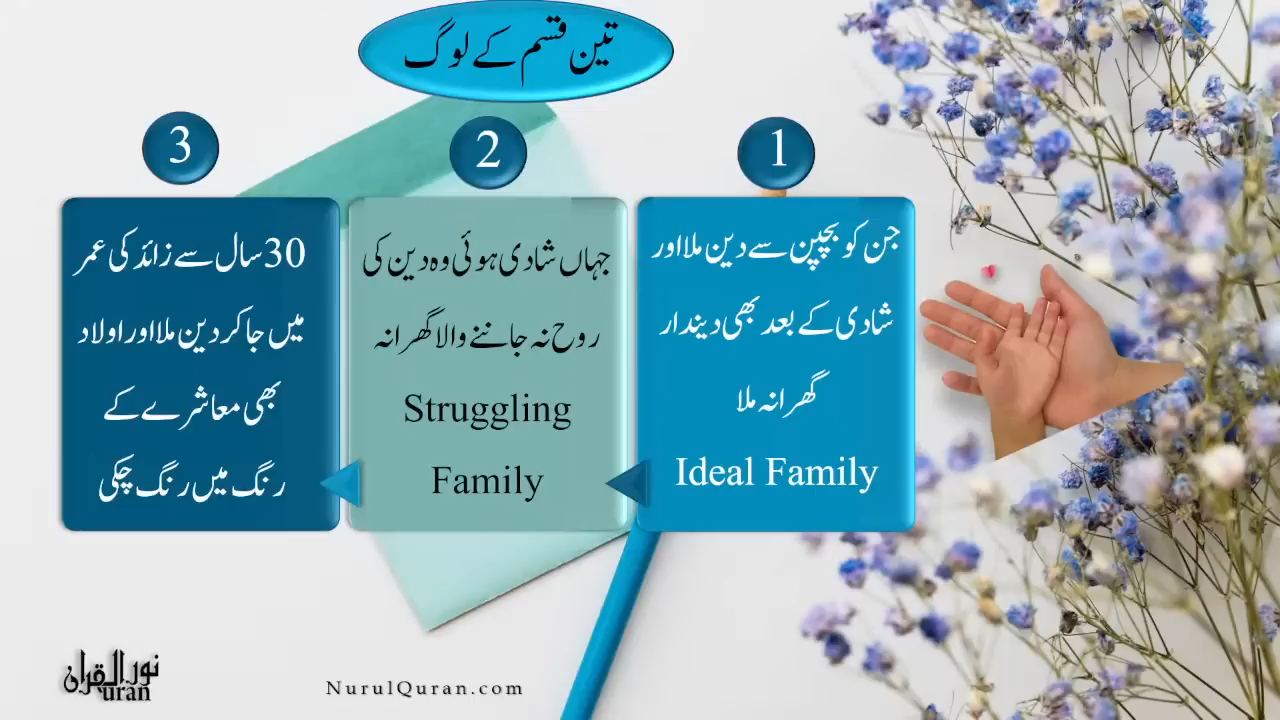 تین قسم کے لوگ
1
جن کو بچپن سے دین ملا اور
شادی کے بعد بھی دیندار
گھرانہ ملا
Ideal Family
2
جہاں شادی ہوئی وہ دین کی
روح نہ جاننے والا گھرانہ
Struggling
Family
3
30 سال سے زائد کی عمر
میں جا کر دین ملا اور اولاد
بھی معاشرے کے
رنگ میں رنگ چکی
نور القرآن
uran
NurulQuran.com